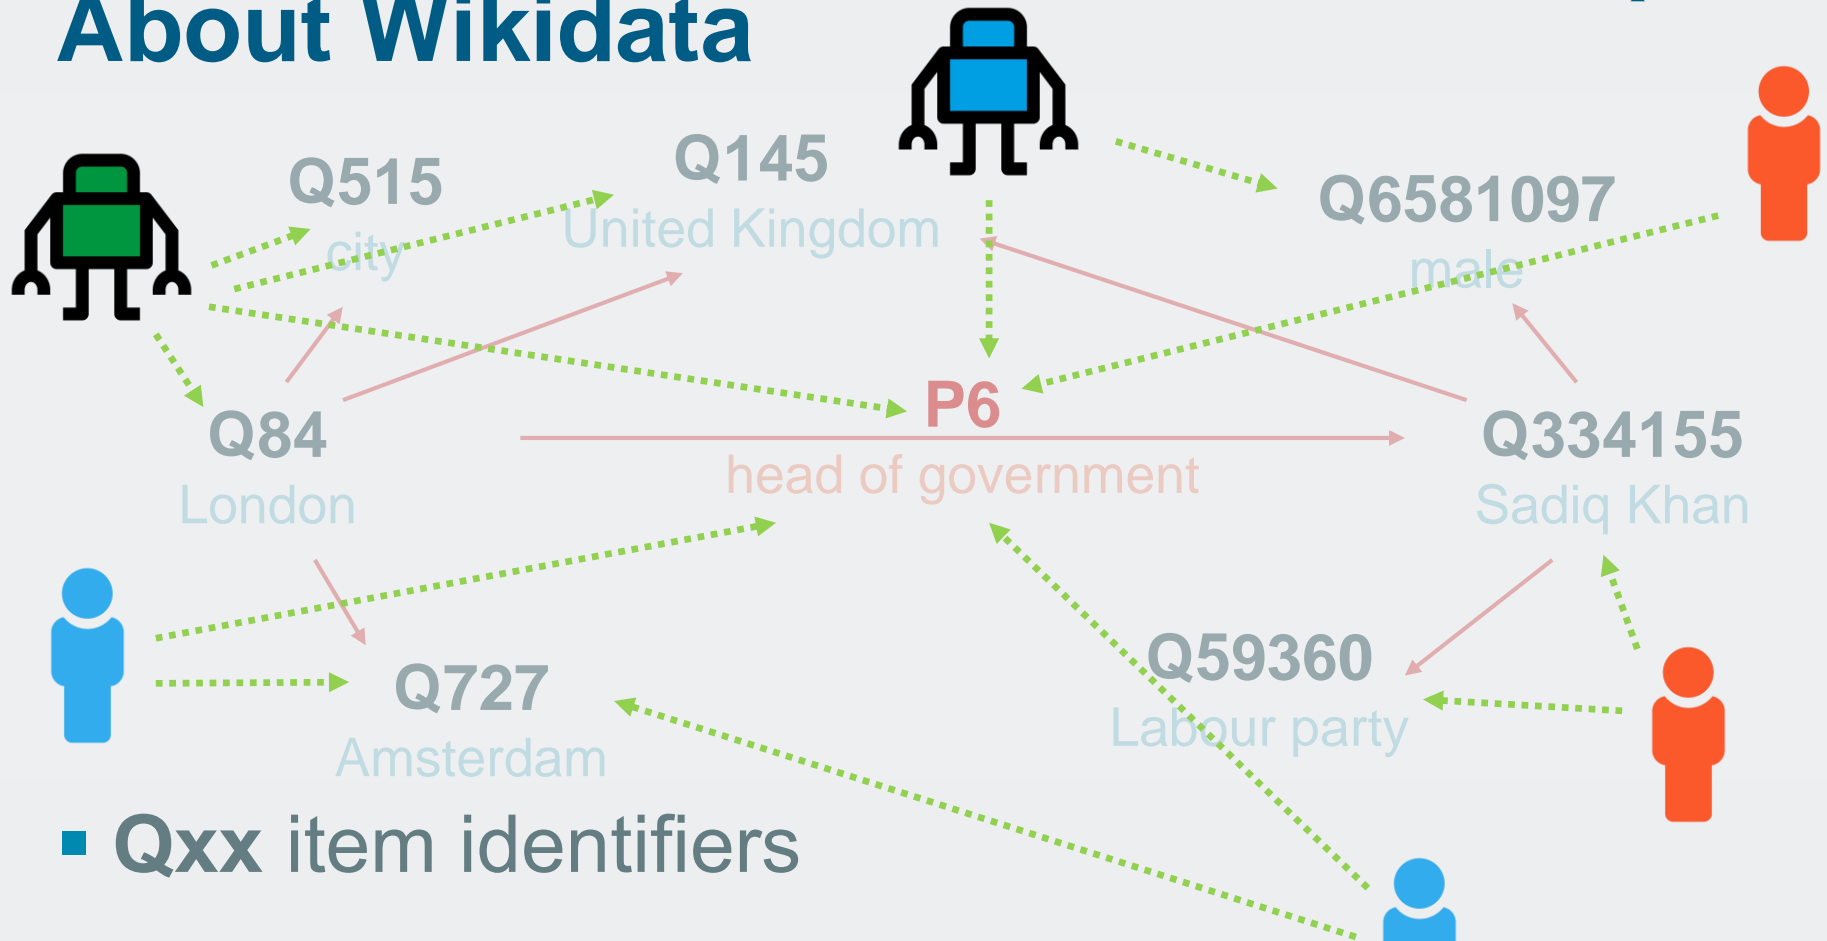 About Wikidata
Q145
United Kingdom
Q515
city
Q6581097
male
P6
head of government
Q84
London
Q334155
Sadiq Khan
Q59360
Labour party
Q727
Amsterdam
Qxx item identifiers